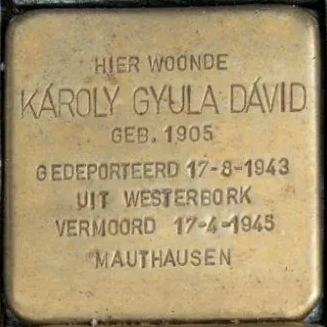 HIER WOONDE
KÁROLY GYULA DÁVID
GEB. 1905
GEDEPORTEERD 17-8-1943
UIT WESTERBORK
VERMOORD 17-4-1945
MAUTHAUSEN